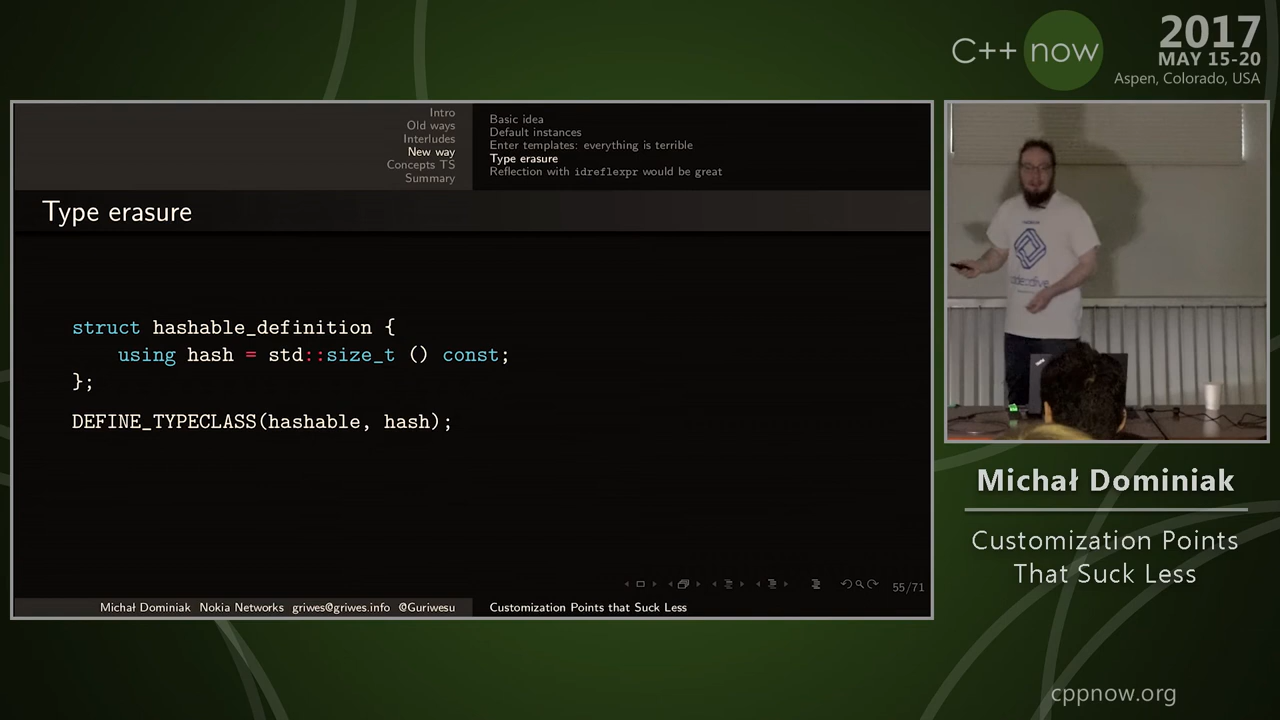 C++ now
2017
MAY 15-20
Aspen, Colorado, USA
Intro
Old ways
Interludes
New way
Concepts TS
Summary
Basic idea
Default instances
Enter templates: everything is terrible
Type erasure
Reflection with idreflexpr would be great
Type erasure
struct hashable_definition {
using hash = std::size_t () const;
};
DEFINE_TYPECLASS(hashable, hash);
55/71
Michał Dominiak Nokia Networks griwes@griwes.info @Guriwesu
Customization Points that Suck Less
Michał Dominiak
Customization Points
That Suck Less
cppnow.org